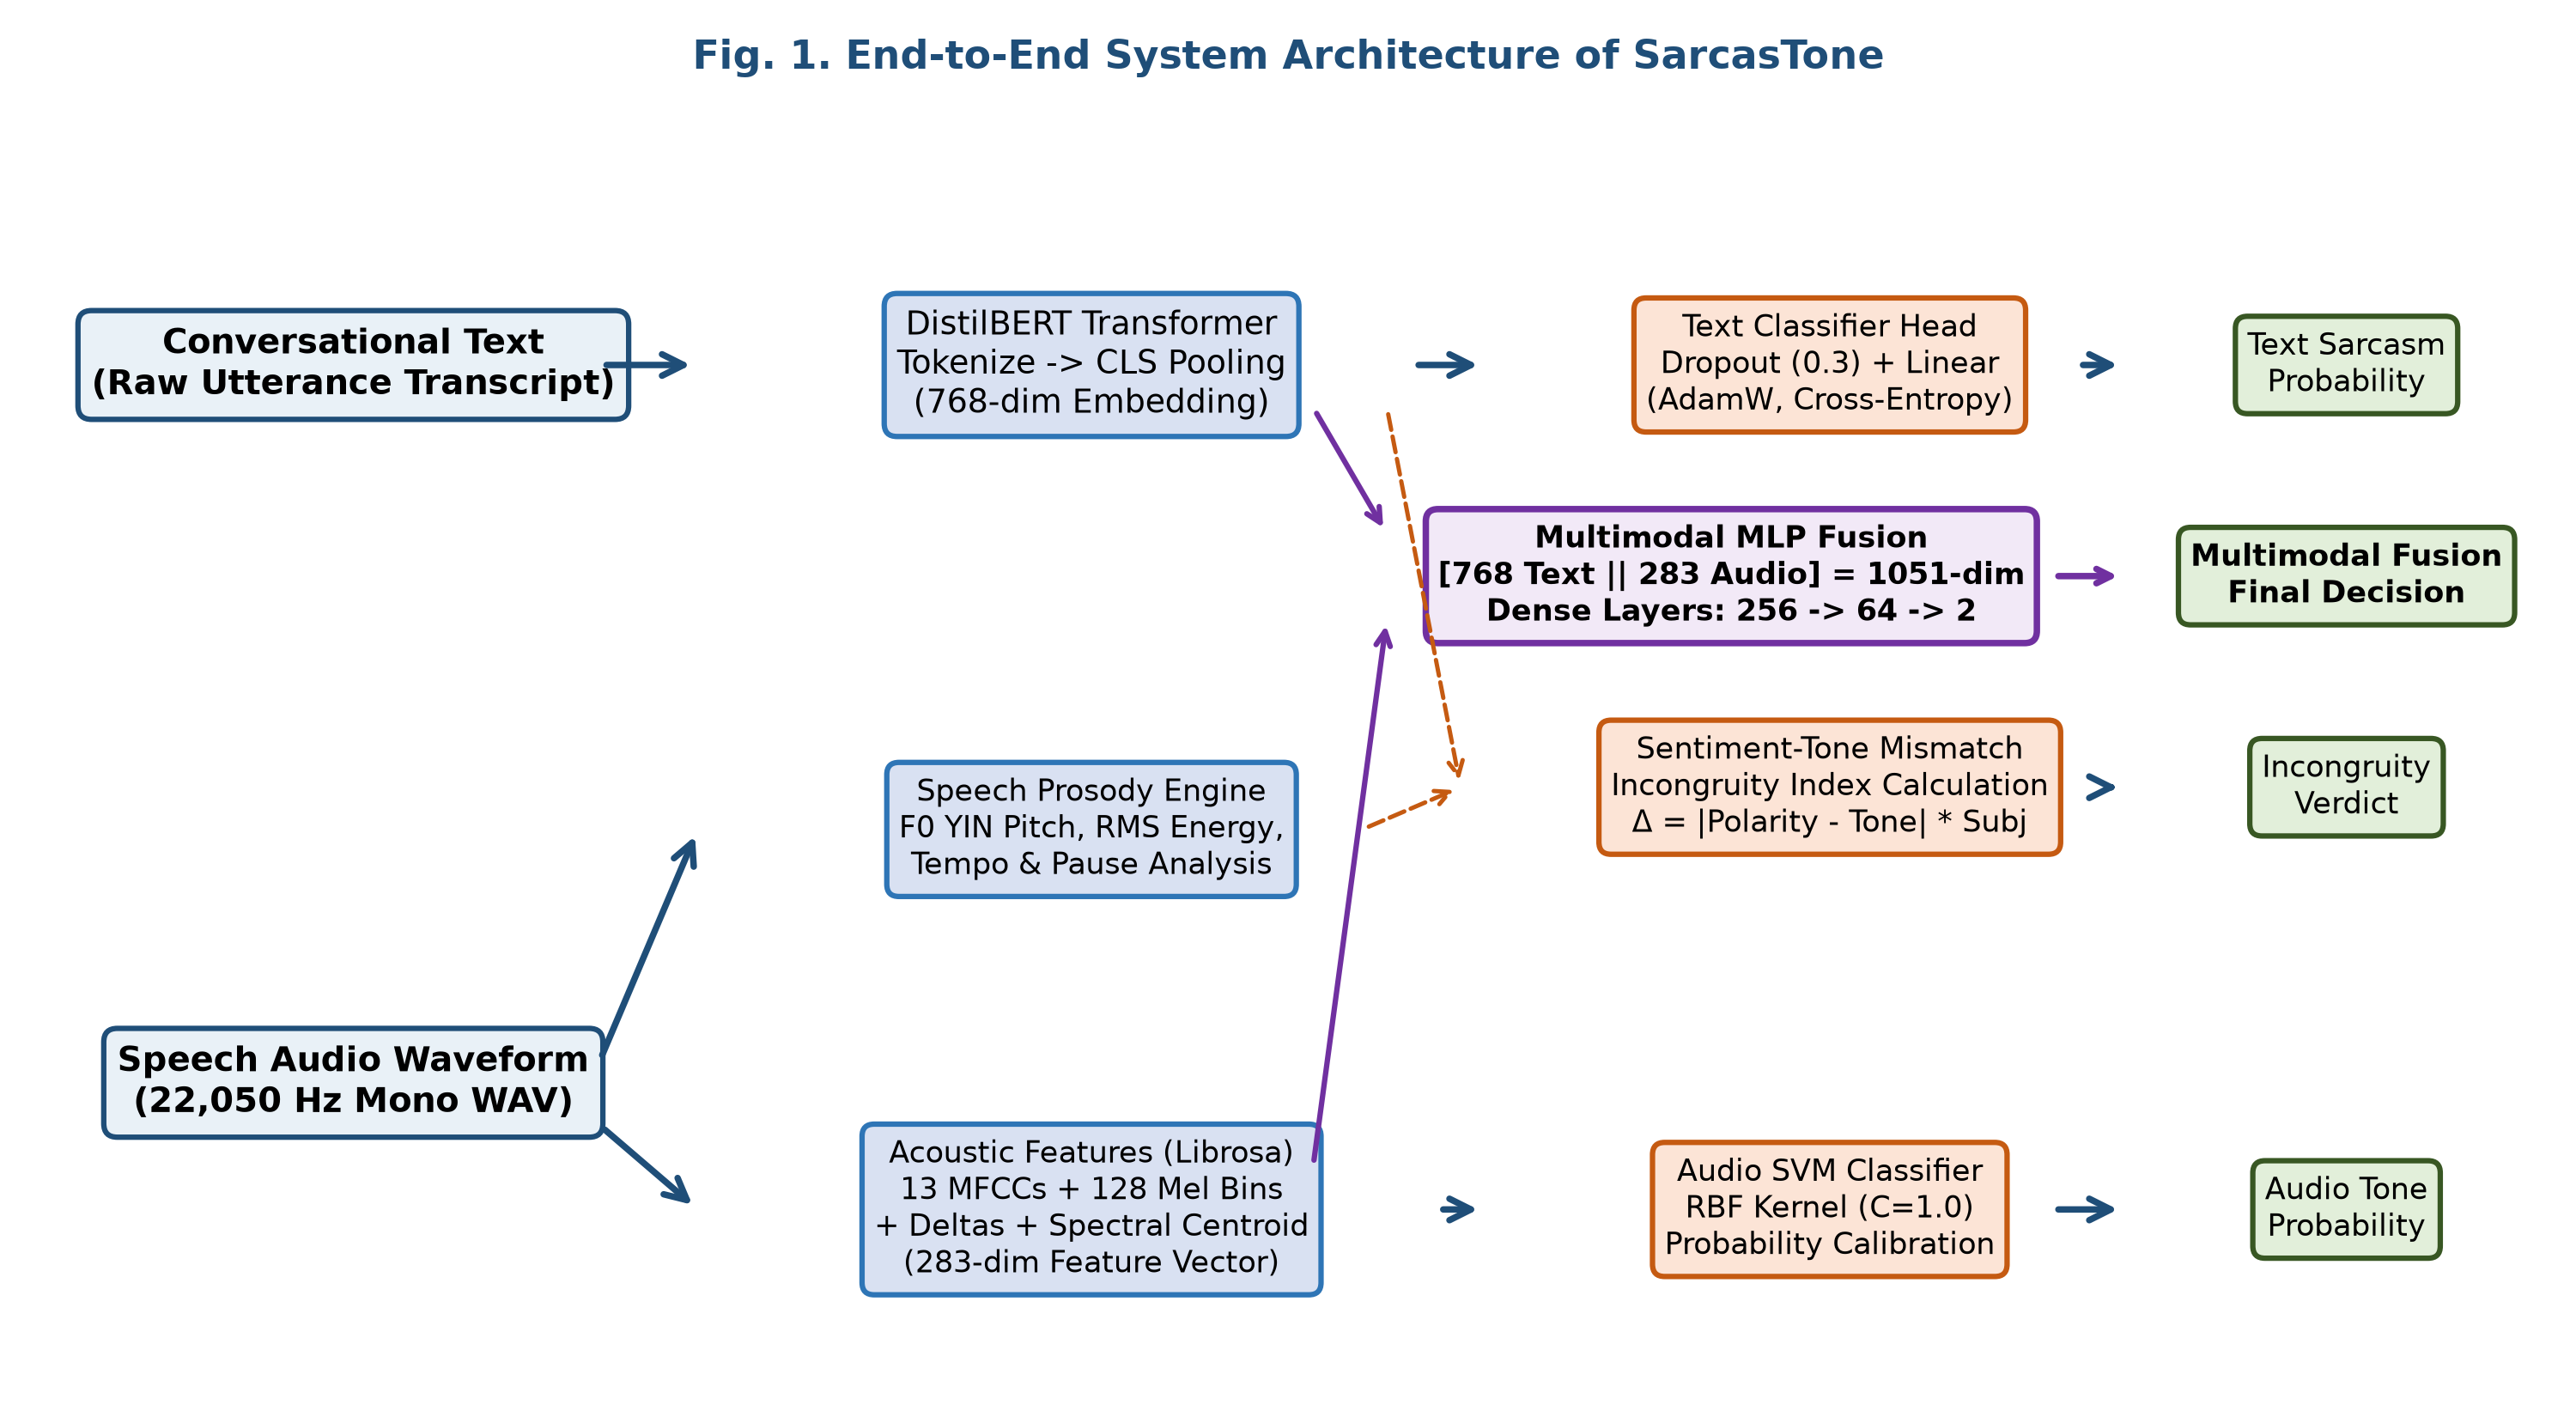 Fig. 1. End-to-End System Architecture of SarcasTone
Conversational Text
(Raw Utterance Transcript)
DistilBERT Transformer
Tokenize -> CLS Pooling
(768-dim Embedding)
Text Classifier Head
Dropout (0.3) + Linear
(AdamW, Cross-Entropy)
Text Sarcasm
Probability
Multimodal MLP Fusion
[768 Text || 283 Audio] = 1051-dim
Dense Layers: 256 -> 64 -> 2
Multimodal Fusion
Final Decision
Speech Prosody Engine
F0 YIN Pitch, RMS Energy,
Tempo & Pause Analysis
Sentiment-Tone Mismatch
Incongruity Index Calculation
Δ = |Polarity - Tone| * Subj
Incongruity
Verdict
Speech Audio Waveform
(22,050 Hz Mono WAV)
Acoustic Features (Librosa)
13 MFCCs + 128 Mel Bins
+ Deltas + Spectral Centroid
(283-dim Feature Vector)
Audio SVM Classifier
RBF Kernel (C=1.0)
Probability Calibration
Audio Tone
Probability